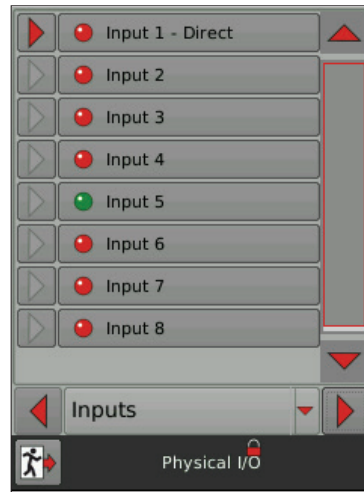 Input 1 - Direct
Input 2
Input 3
Input 4
Input 5
Input 6
Input 7
Input 8
Inputs
Physical I/O